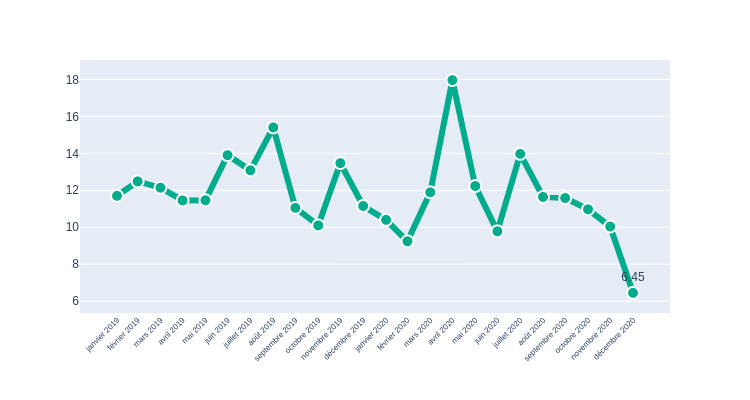 18
16
14
12
10
8
6
6.45
janvier 2019
février 2019
mars 2019
avril 2019
mai 2019
juin 2019
juillet 2019
août 2019
septembre 2019
octobre 2019
novembre 2019
décembre 2019
janvier 2020
février 2020
mars 2020
avril 2020
mai 2020
juin 2020
juillet 2020
août 2020
septembre 2020
octobre 2020
novembre 2020
décembre 2020